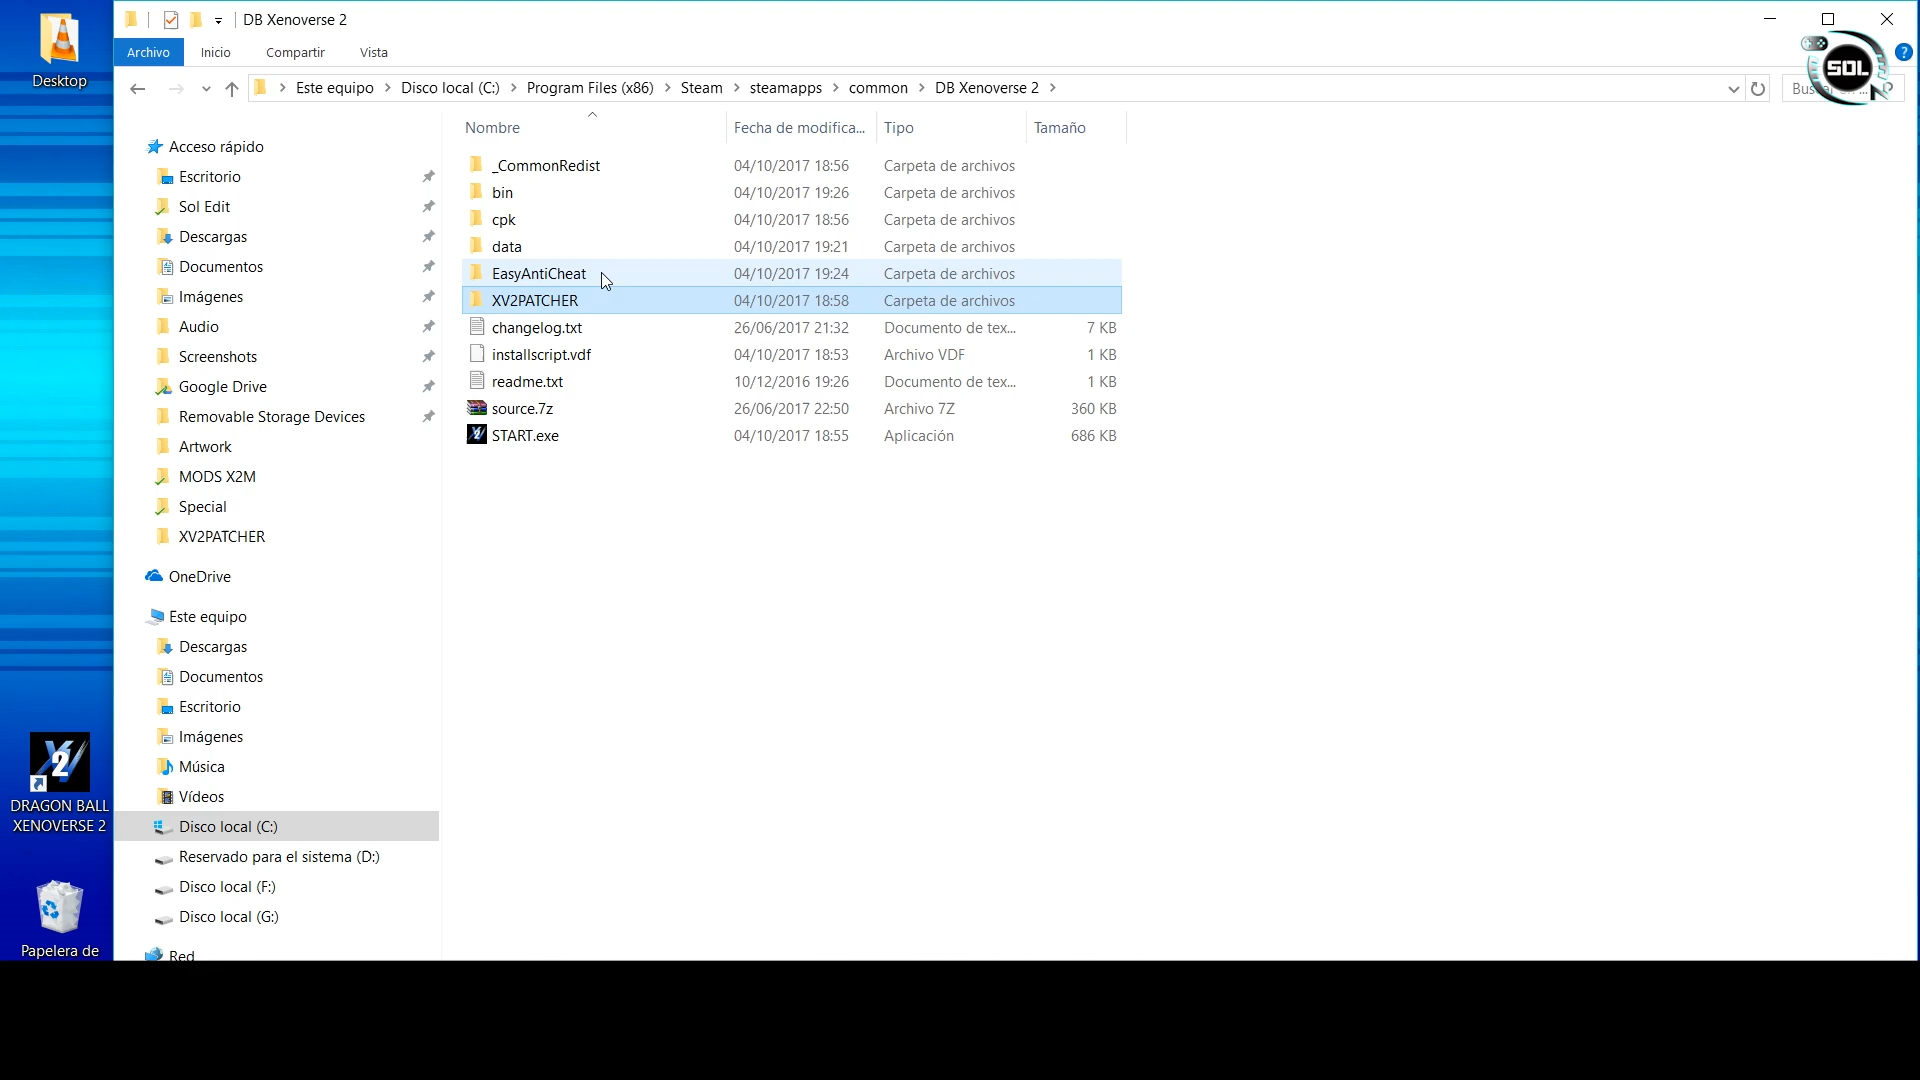 Desktop
DB Xenoverse 2
Archivo
Inicio
Compartir
Vista
?
SOL
Este equipo > Disco local (C:) > Program Files (x86) > Steam > steamapps > common > DB Xenoverse 2 >
Nombre
Fecha de modifica...
Tipo
Tamaño
_CommonRedist 04/10/2017 18:56 Carpeta de archivos
bin 04/10/2017 19:26 Carpeta de archivos
cpk 04/10/2017 18:56 Carpeta de archivos
data 04/10/2017 19:21 Carpeta de archivos
EasyAntiCheat 04/10/2017 19:24 Carpeta de archivos
XV2PATCHER 04/10/2017 18:58 Carpeta de archivos
changelog.txt 26/06/2017 21:32 Documento de tex... 7 KB
installscript.vdf 04/10/2017 18:53 Archivo VDF 1 KB
readme.txt 10/12/2016 19:26 Documento de tex... 1 KB
source.7z 26/06/2017 22:50 Archivo 7Z 360 KB
START.exe 04/10/2017 18:55 Aplicación 686 KB
Acceso rápido
Escritorio
Sol Edit
Descargas
Documentos
Imágenes
Audio
Screenshots
Google Drive
Removable Storage Devices
Artwork
MODS X2M
Special
XV2PATCHER
OneDrive
Este equipo
Descargas
Documentos
Escritorio
Imágenes
Música
Vídeos
Disco local (C:)
Reservado para el sistema (D:)
Disco local (F:)
Disco local (G:)
Red
DRAGON BALL
XENOVERSE 2
Papelera de